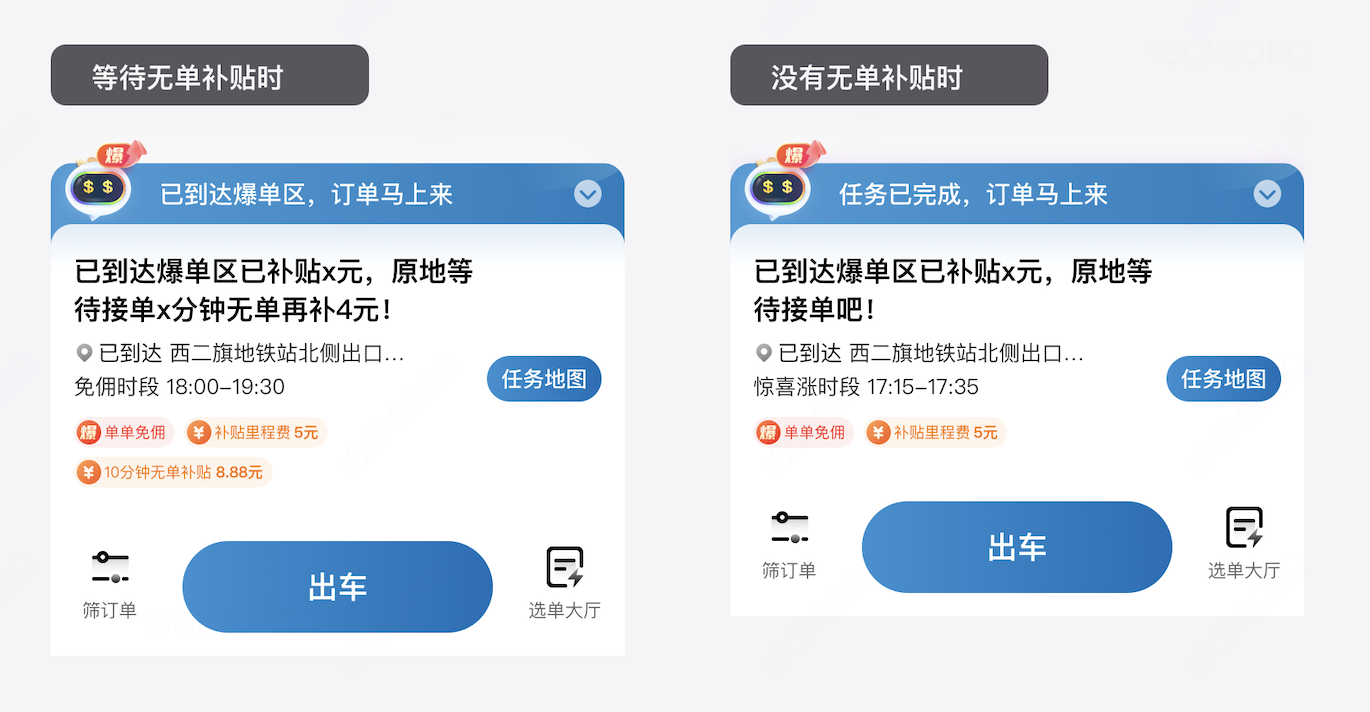 等待无单补贴时
爆
已到达爆单区，订单马上来
已到达爆单区已补贴x元，原地等
待接单x分钟无单再补4元！
已到达 西二旗地铁站北侧出口...
免佣时段 18:00–19:30
任务地图
爆 单单免佣 ¥ 补贴里程费 5元
¥ 10分钟无单补贴 8.88元
筛订单
出车
选单大厅
没有无单补贴时
爆
任务已完成，订单马上来
已到达爆单区已补贴x元，原地等
待接单吧！
已到达 西二旗地铁站北侧出口...
惊喜涨时段 17:15–17:35
任务地图
爆 单单免佣 ¥ 补贴里程费 5元
筛订单
出车
选单大厅